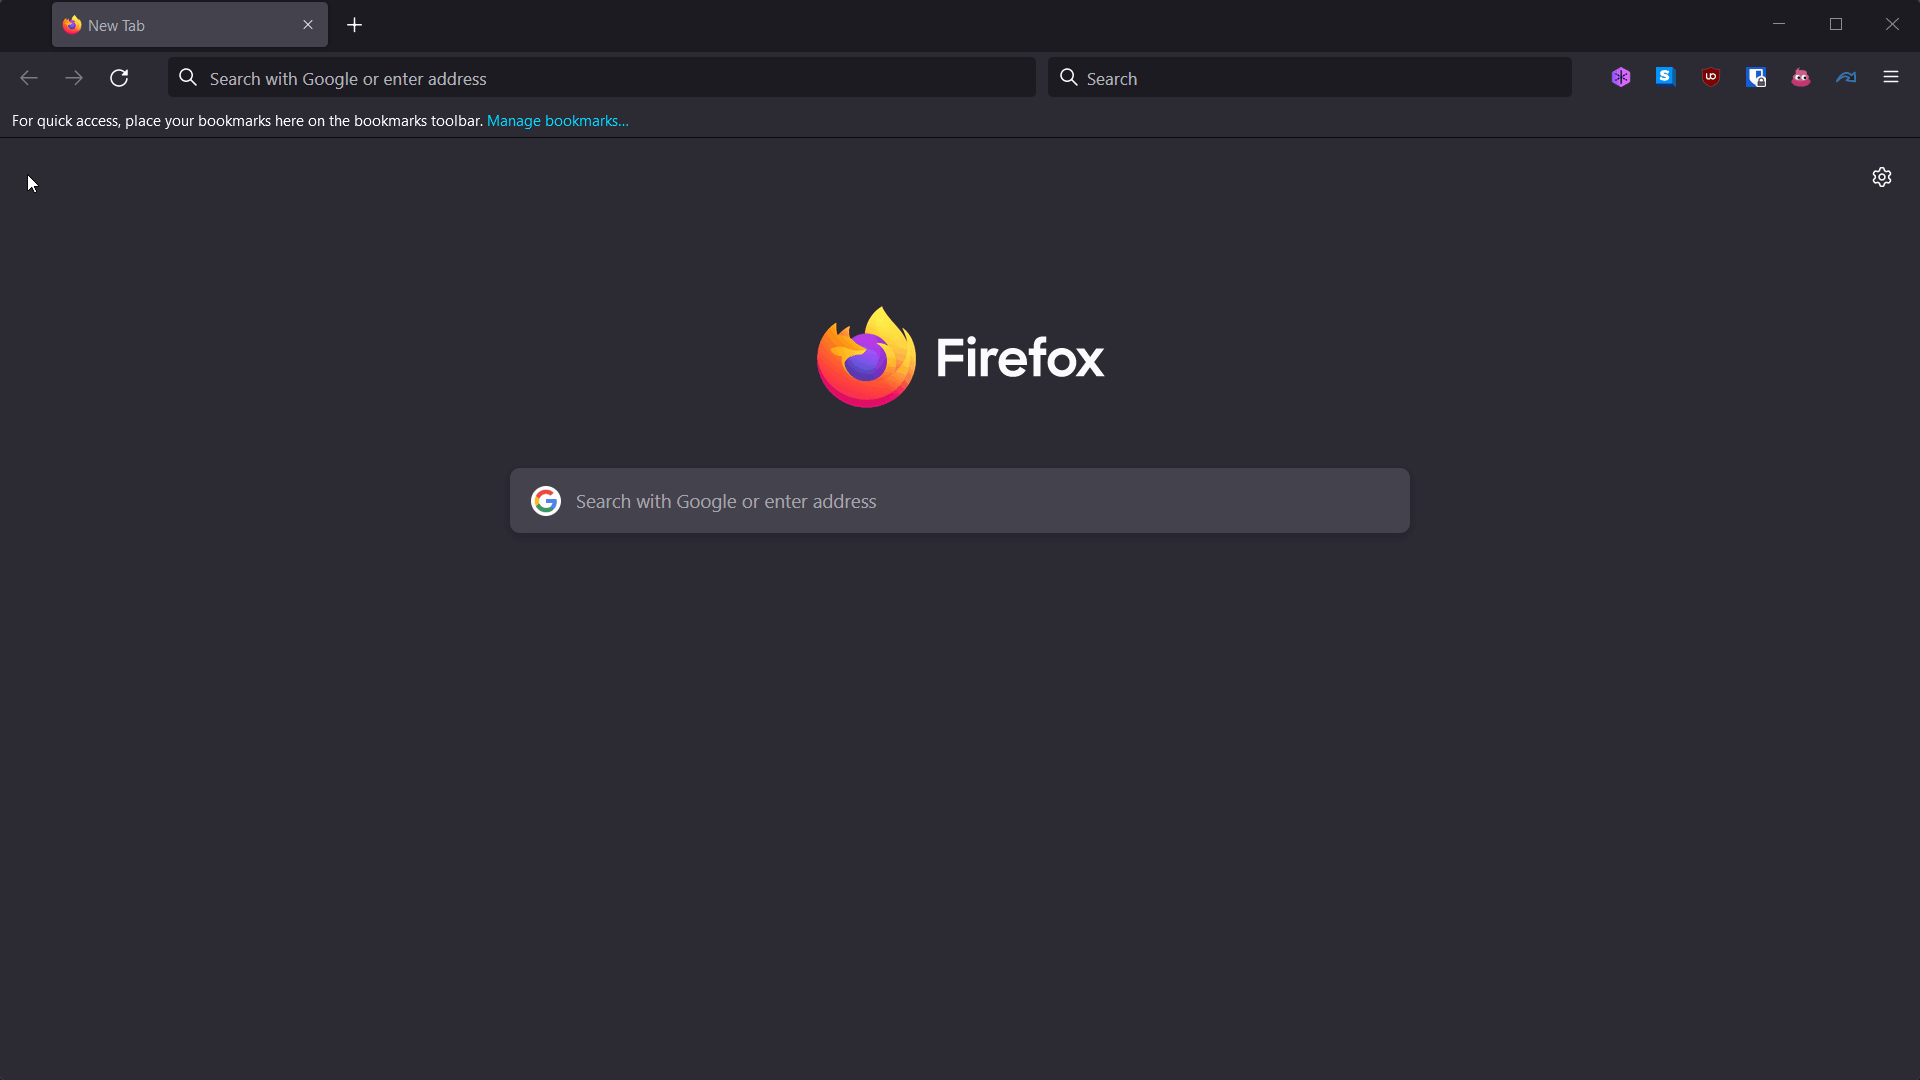 New Tab
Search with Google or enter address
Search
For quick access, place your bookmarks here on the bookmarks toolbar. Manage bookmarks...
Firefox
Search with Google or enter address